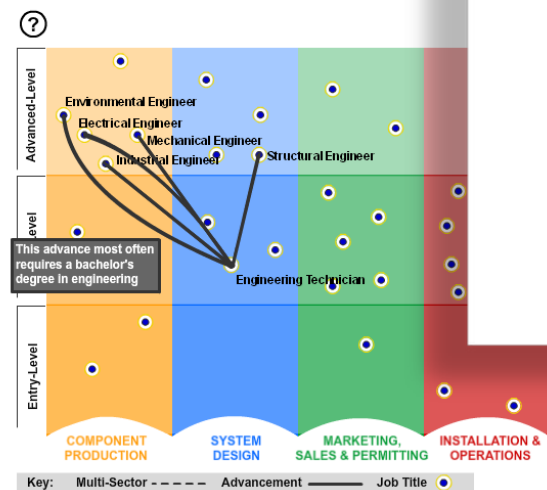 ?
Advanced-Level
Environmental Engineer
Electrical Engineer
Mechanical Engineer
Industrial Engineer
Structural Engineer
Level
This advance most often
requires a bachelor's
degree in engineering
Engineering Technician
Entry-Level
COMPONENT
PRODUCTION
SYSTEM
DESIGN
MARKETING,
SALES & PERMITTING
INSTALLATION &
OPERATIONS
Key: Multi-Sector Advancement Job Title